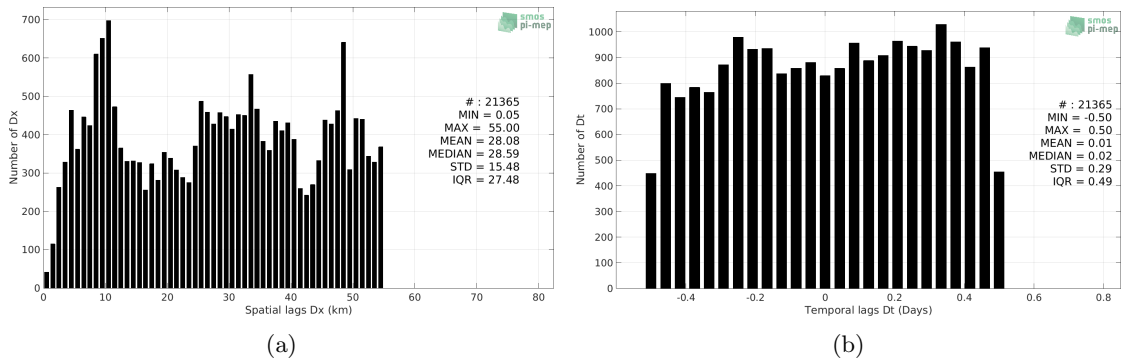 smos
pi-mep
700
600
500
400
300
200
100
0
Number of Dx
# : 21365
MIN = 0.05
MAX = 55.00
MEAN = 28.08
MEDIAN = 28.59
STD = 15.48
IQR = 27.48
0 10 20 30 40 50 60 70 80
Spatial lags Dx (km)
(a)
smos
pi-mep
1000
900
800
700
600
500
400
300
200
100
0
Number of Dt
# : 21365
MIN = -0.50
MAX = 0.50
MEAN = 0.01
MEDIAN = 0.02
STD = 0.29
IQR = 0.49
-0.4 -0.2 0 0.2 0.4 0.6 0.8
Temporal lags Dt (Days)
(b)